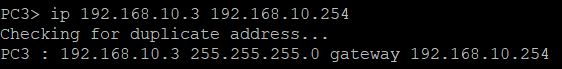 PC3> ip 192.168.10.3 192.168.10.254
Checking for duplicate address...
PC3 : 192.168.10.3 255.255.255.0 gateway 192.168.10.254